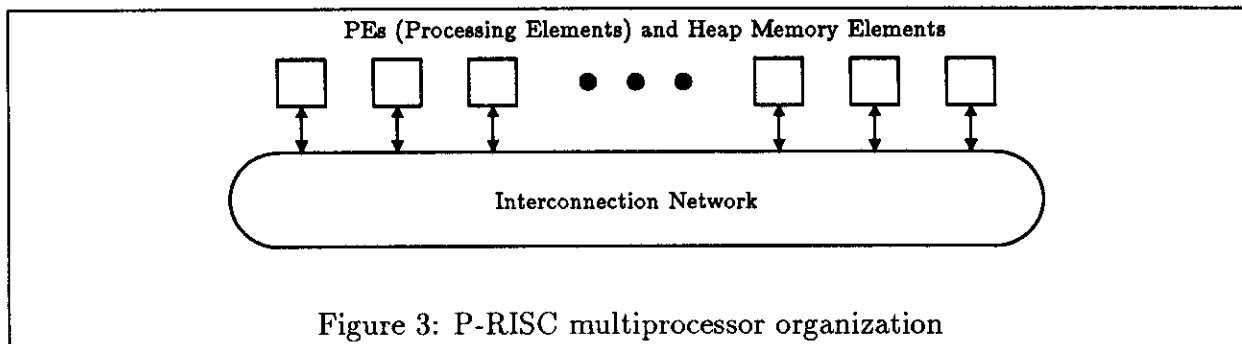 PEs (Processing Elements) and Heap Memory Elements
Interconnection Network
Figure 3: P-RISC multiprocessor organization